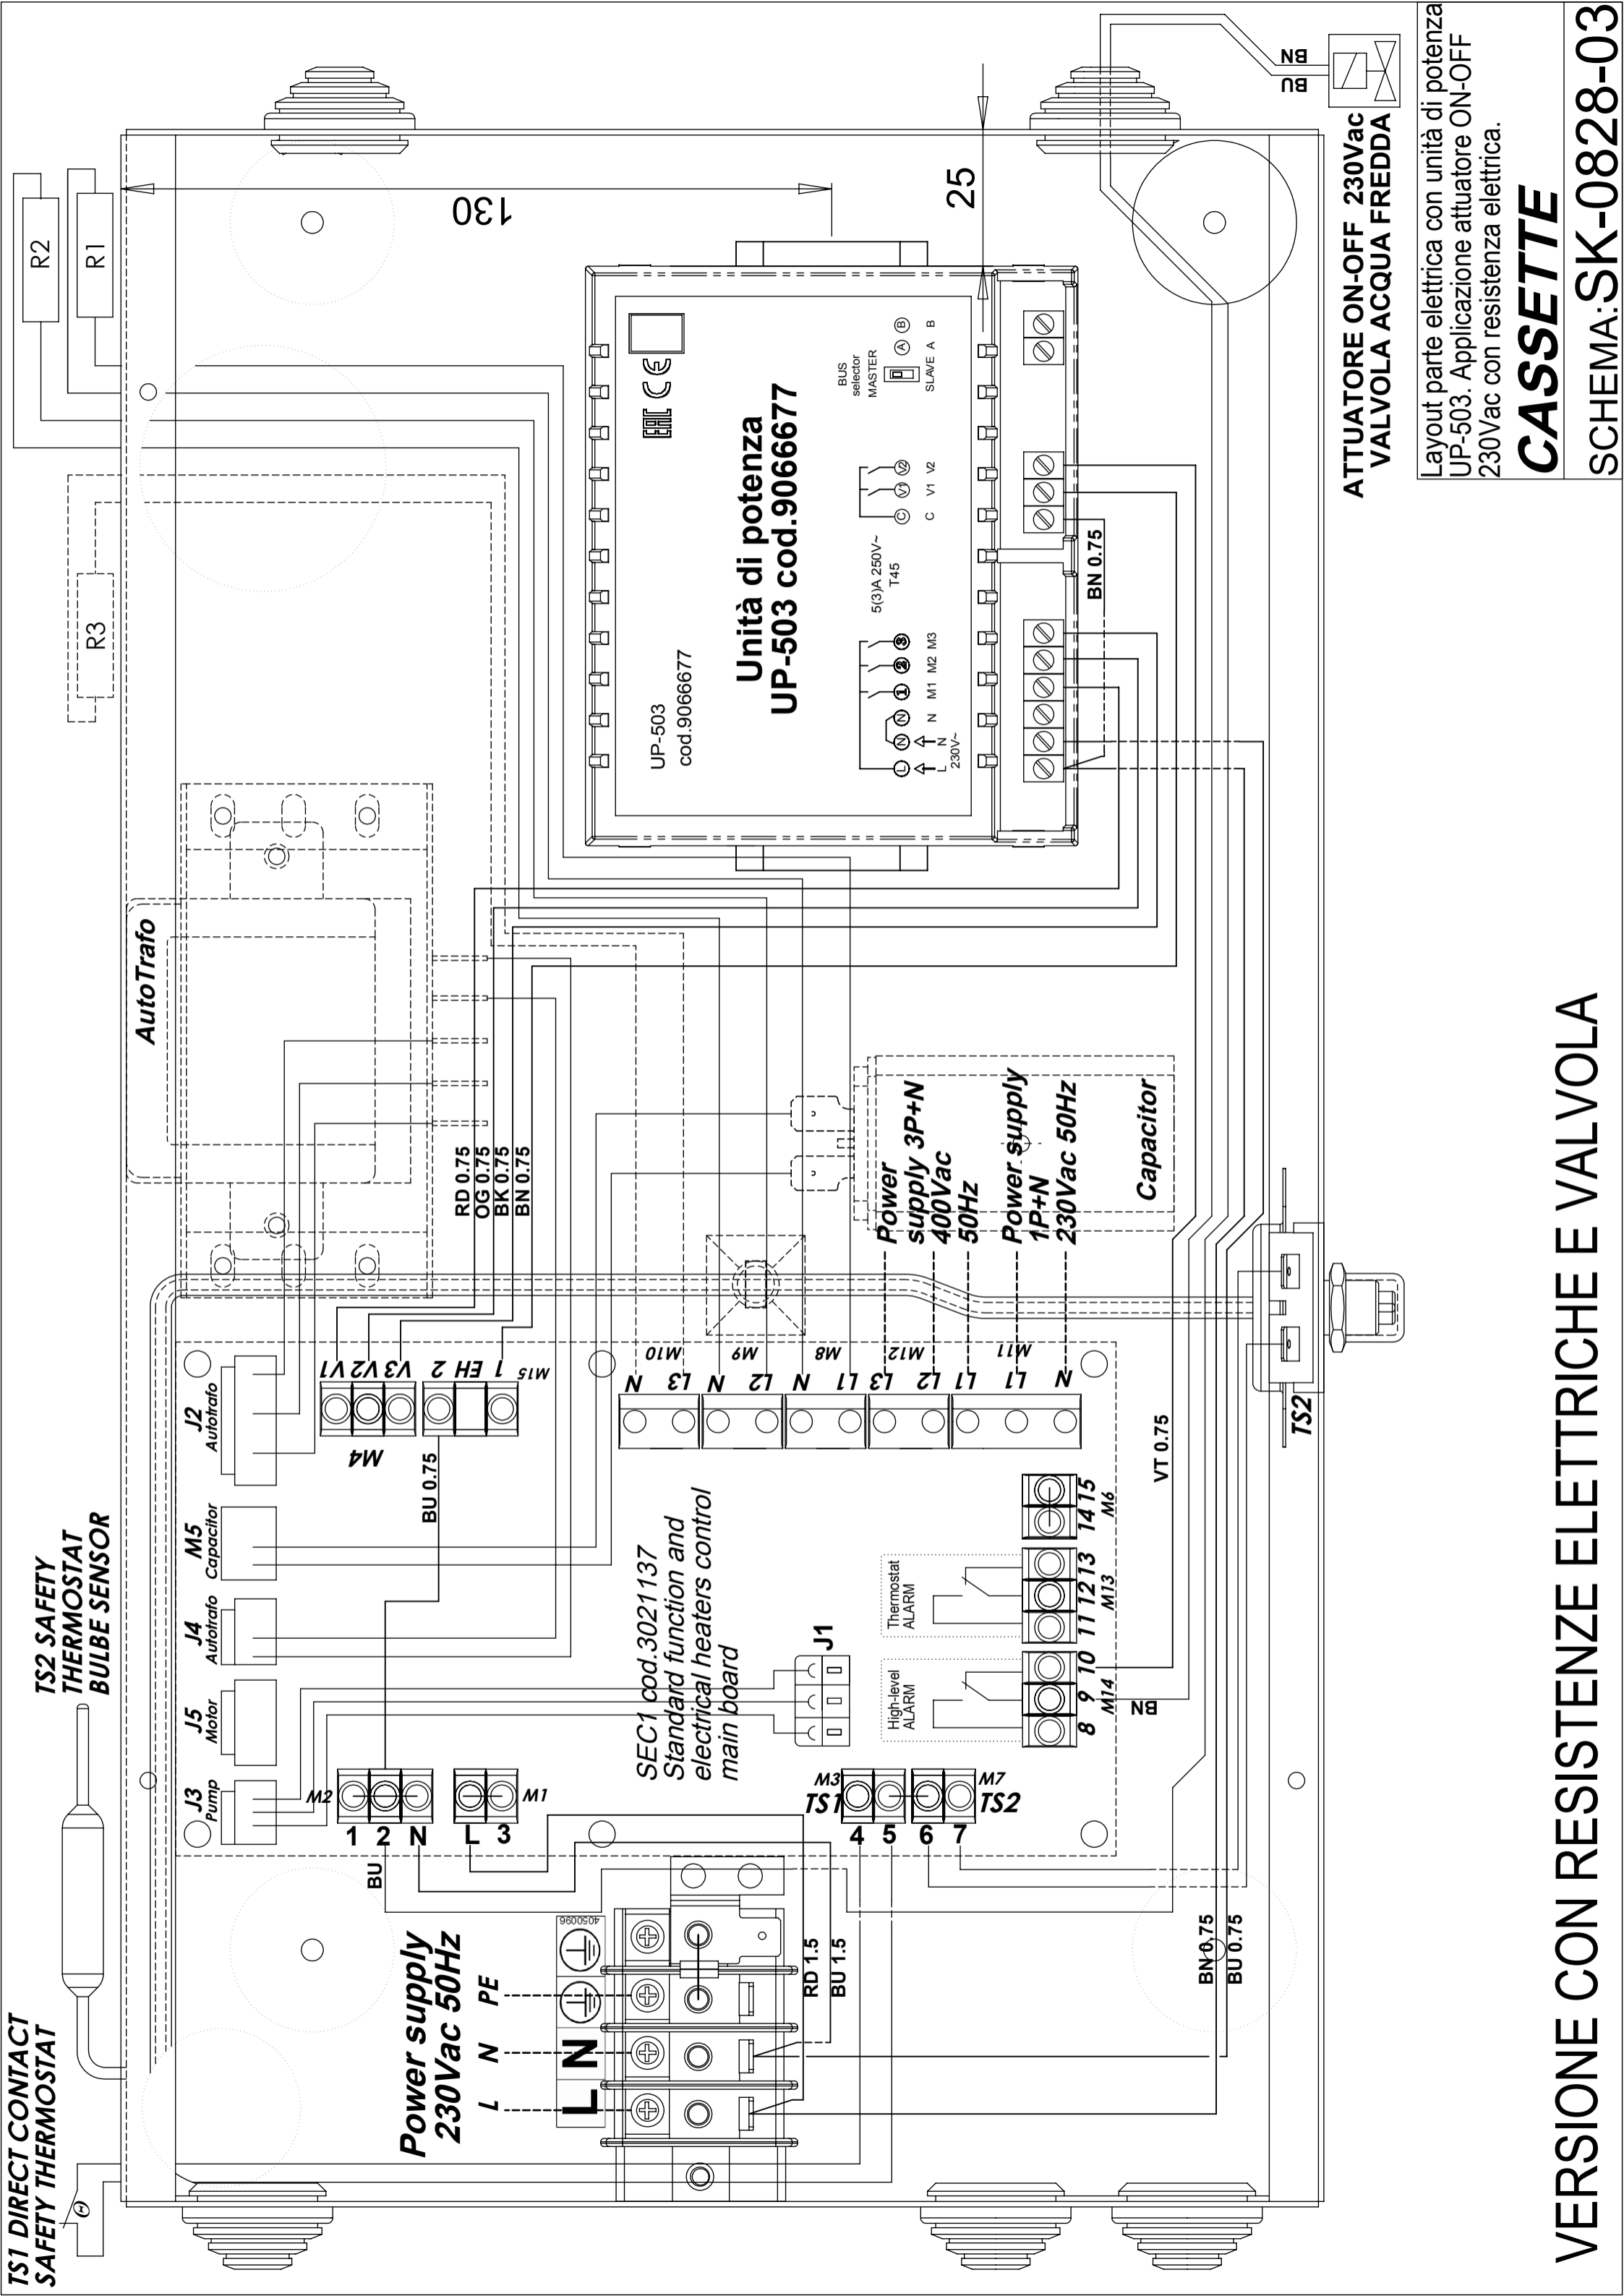 TS1 DIRECT CONTACT
SAFETY THERMOSTAT
Θ
TS2 SAFETY
THERMOSTAT
BULBE SENSOR
AutoTrafo
R3
R2
R1
130
25
J3
Pump
J5
Motor
J4
Autotrafo
M5
Capacitor
J2
Autotrafo
V1
V2
V3
2
EH
1
M15
M4
BU 0.75
RD 0.75
OG 0.75
BK 0.75
BN 0.75
M2
1
2
N
BU
L
3
M1
SEC1 cod.3021137
Standard function and
electrical heaters control
main board
J1
N
L3
N
L2
N
L1
L3
L2
L1
L1
N
M10
M9
M8
M12
M11
Power
supply 3P+N
400Vac
50Hz
Power supply
1P+N
230Vac 50Hz
Capacitor
UP-503
cod.9066677
Unità di potenza
UP-503 cod.9066677
EAC CE
L
N
N
1
2
3
C
V1
V2
A
B
L
N
N
M1
M2
M3
230V~
5(3)A 250V~
T45
C
V1
V2
BUS
selector
MASTER
SLAVE
A
B
BN 0.75
Power supply
230Vac 50Hz
L
N
PE
L
N
4050096
RD 1.5
BU 1.5
M3
TS1
M7
TS2
4
5
6
7
High-level
ALARM
Thermostat
ALARM
8
9
10
M14
11
12
13
M13
14
15
M6
BN
VT 0.75
BN 0.75
BU 0.75
TS2
BU
BN
ATTUATORE ON-OFF 230Vac
VALVOLA ACQUA FREDDA
VERSIONE CON RESISTENZE ELETTRICHE E VALVOLA
Layout parte elettrica con unità di potenza
UP-503. Applicazione attuatore ON-OFF
230Vac con resistenza elettrica.
CASSETTE
SCHEMA:SK-0828-03